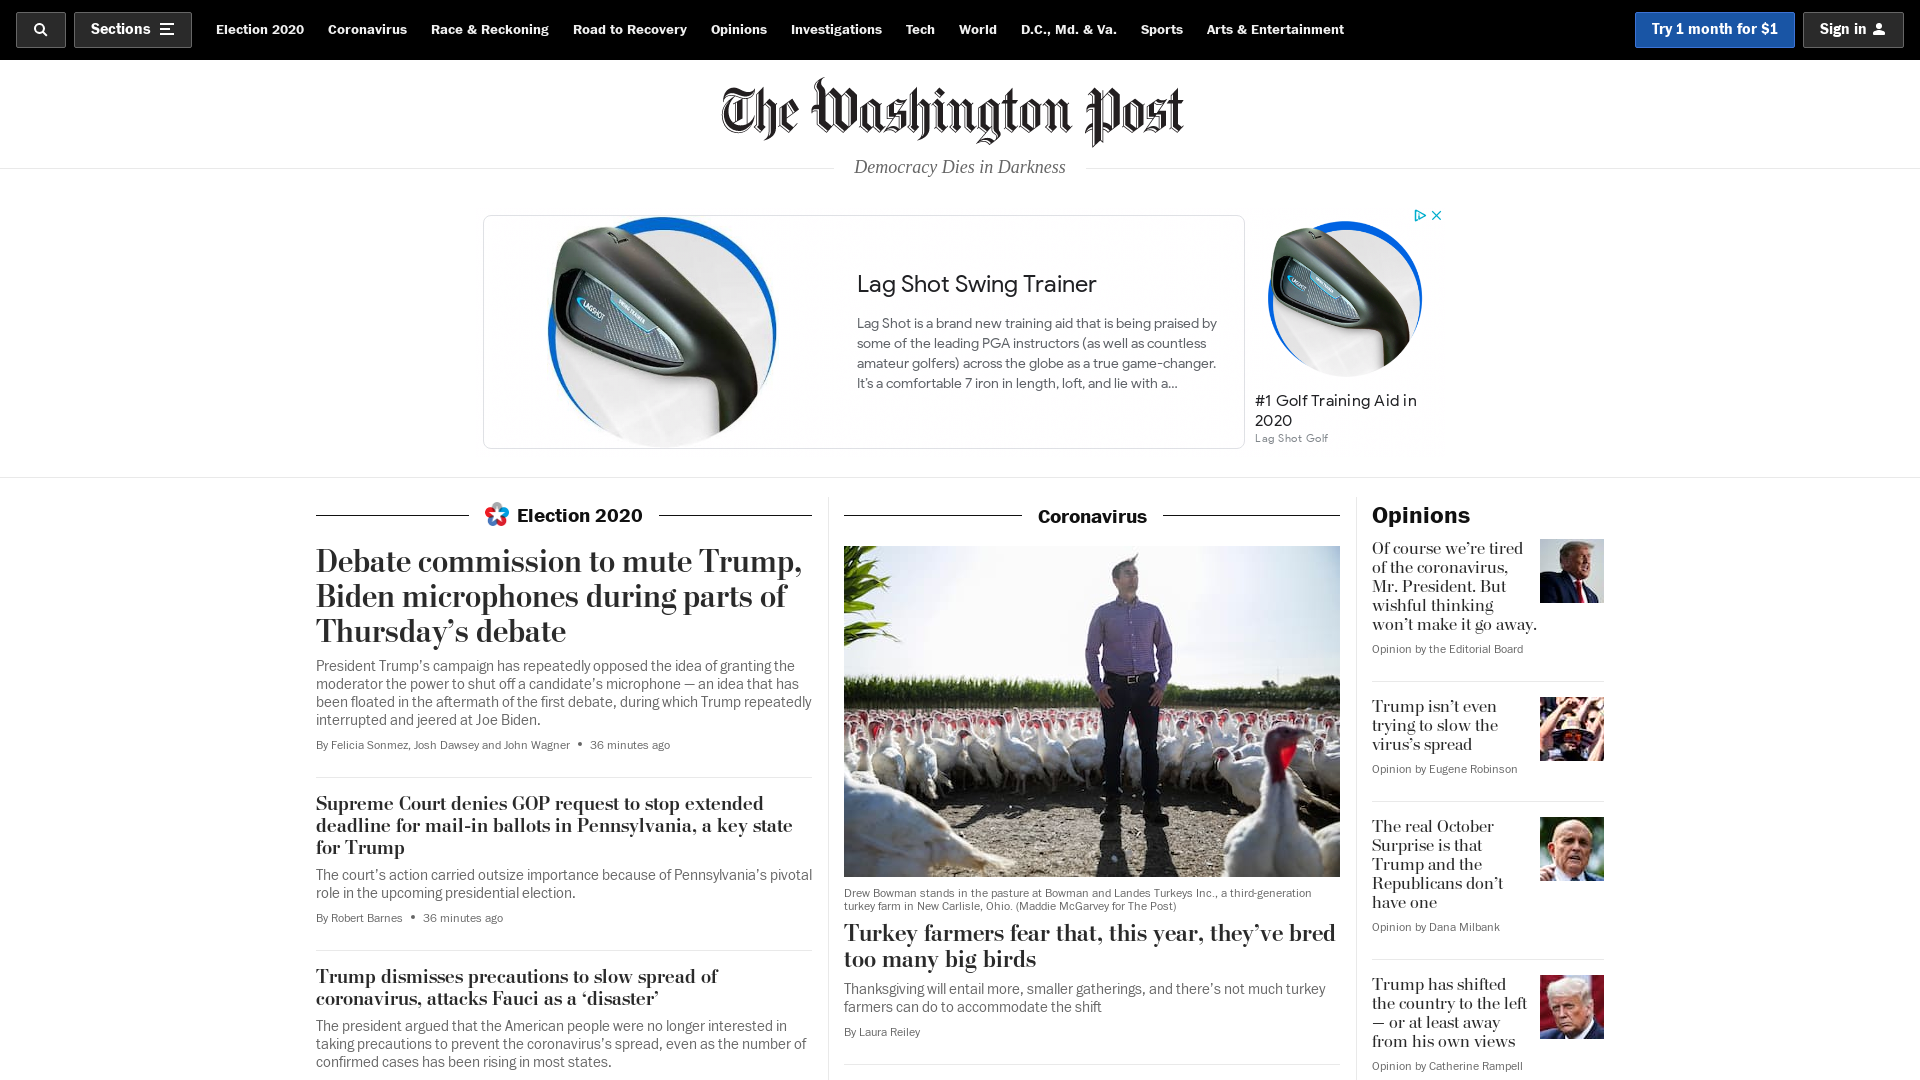 Sections
Election 2020
Coronavirus
Race & Reckoning
Road to Recovery
Opinions
Investigations
Tech
World
D.C., Md. & Va.
Sports
Arts & Entertainment
Try 1 month for $1
Sign in
The Washington Post
Democracy Dies in Darkness
LAGSHOT
Lag Shot Swing Trainer
Lag Shot is a brand new training aid that is being praised by
some of the leading PGA instructors (as well as countless
amateur golfers) across the globe as a true game-changer.
It's a comfortable 7 iron in length, loft, and lie with a...
#1 Golf Training Aid in
2020
Lag Shot Golf
Election 2020
Debate commission to mute Trump,
Biden microphones during parts of
Thursday’s debate
President Trump’s campaign has repeatedly opposed the idea of granting the
moderator the power to shut off a candidate’s microphone — an idea that has
been floated in the aftermath of the first debate, during which Trump repeatedly
interrupted and jeered at Joe Biden.
By Felicia Sonmez, Josh Dawsey and John Wagner • 36 minutes ago
Supreme Court denies GOP request to stop extended
deadline for mail-in ballots in Pennsylvania, a key state
for Trump
The court’s action carried outsize importance because of Pennsylvania’s pivotal
role in the upcoming presidential election.
By Robert Barnes • 36 minutes ago
Trump dismisses precautions to slow spread of
coronavirus, attacks Fauci as a ‘disaster’
The president argued that the American people were no longer interested in
taking precautions to prevent the coronavirus’s spread, even as the number of
confirmed cases has been rising in most states.
Coronavirus
Drew Bowman stands in the pasture at Bowman and Landes Turkeys Inc., a third-generation
turkey farm in New Carlisle, Ohio. (Maddie McGarvey for The Post)
Turkey farmers fear that, this year, they’ve bred
too many big birds
Thanksgiving will entail more, smaller gatherings, and there’s not much turkey
farmers can do to accommodate the shift
By Laura Reiley
Opinions
Of course we’re tired
of the coronavirus,
Mr. President. But
wishful thinking
won’t make it go away.
Opinion by the Editorial Board
Trump isn’t even
trying to slow the
virus’s spread
Opinion by Eugene Robinson
The real October
Surprise is that
Trump and the
Republicans don’t
have one
Opinion by Dana Milbank
Trump has shifted
the country to the left
— or at least away
from his own views
Opinion by Catherine Rampell